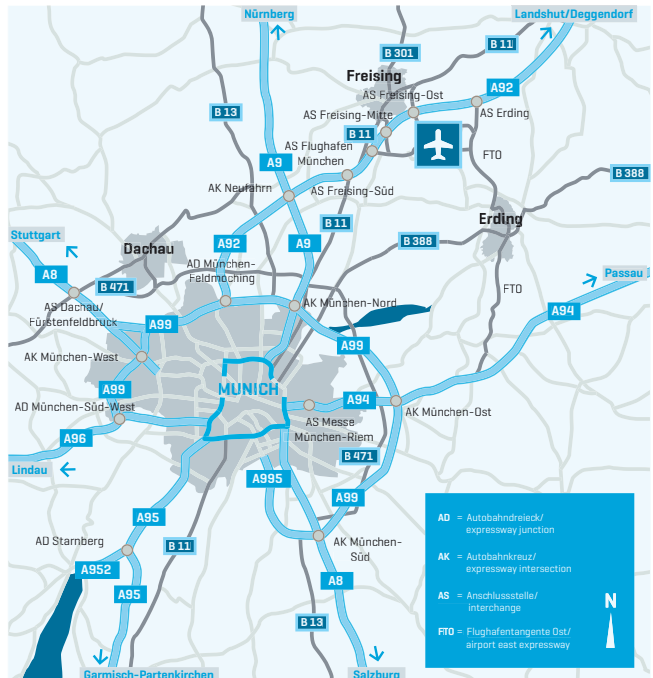 Nürnberg
Landshut/Deggendorf
B 301
B 11
Freising
AS Freising-Ost
A92
B 13
AS Freising-Mitte
AS Erding
B 11
AS Flughafen
München
FTO
A9
B 388
AK Neufahrn
AS Freising-Süd
Erding
B 11
Stuttgart
Dachau
A92
A9
B 388
AD München-
Feldmoching
A8
B 471
Passau
FTO
AS Dachau/
Fürstenfeldbruck
AK München-Nord
A94
A99
A99
AK München-West
MUNICH
A99
A94
AD München-Süd-West
AK München-Ost
AS Messe
München-Riem
A96
B 471
Lindau
A995
A99
A95
AD Starnberg
B 11
AK München-
Süd
A952
A8
A95
B 13
Garmisch-Partenkirchen
Salzburg
AD = Autobahndreieck/
expressway junction
AK = Autobahnkreuz/
expressway intersection
AS = Anschlussstelle/
interchange
FTO = Flughafentangente Ost/
airport east expressway
N